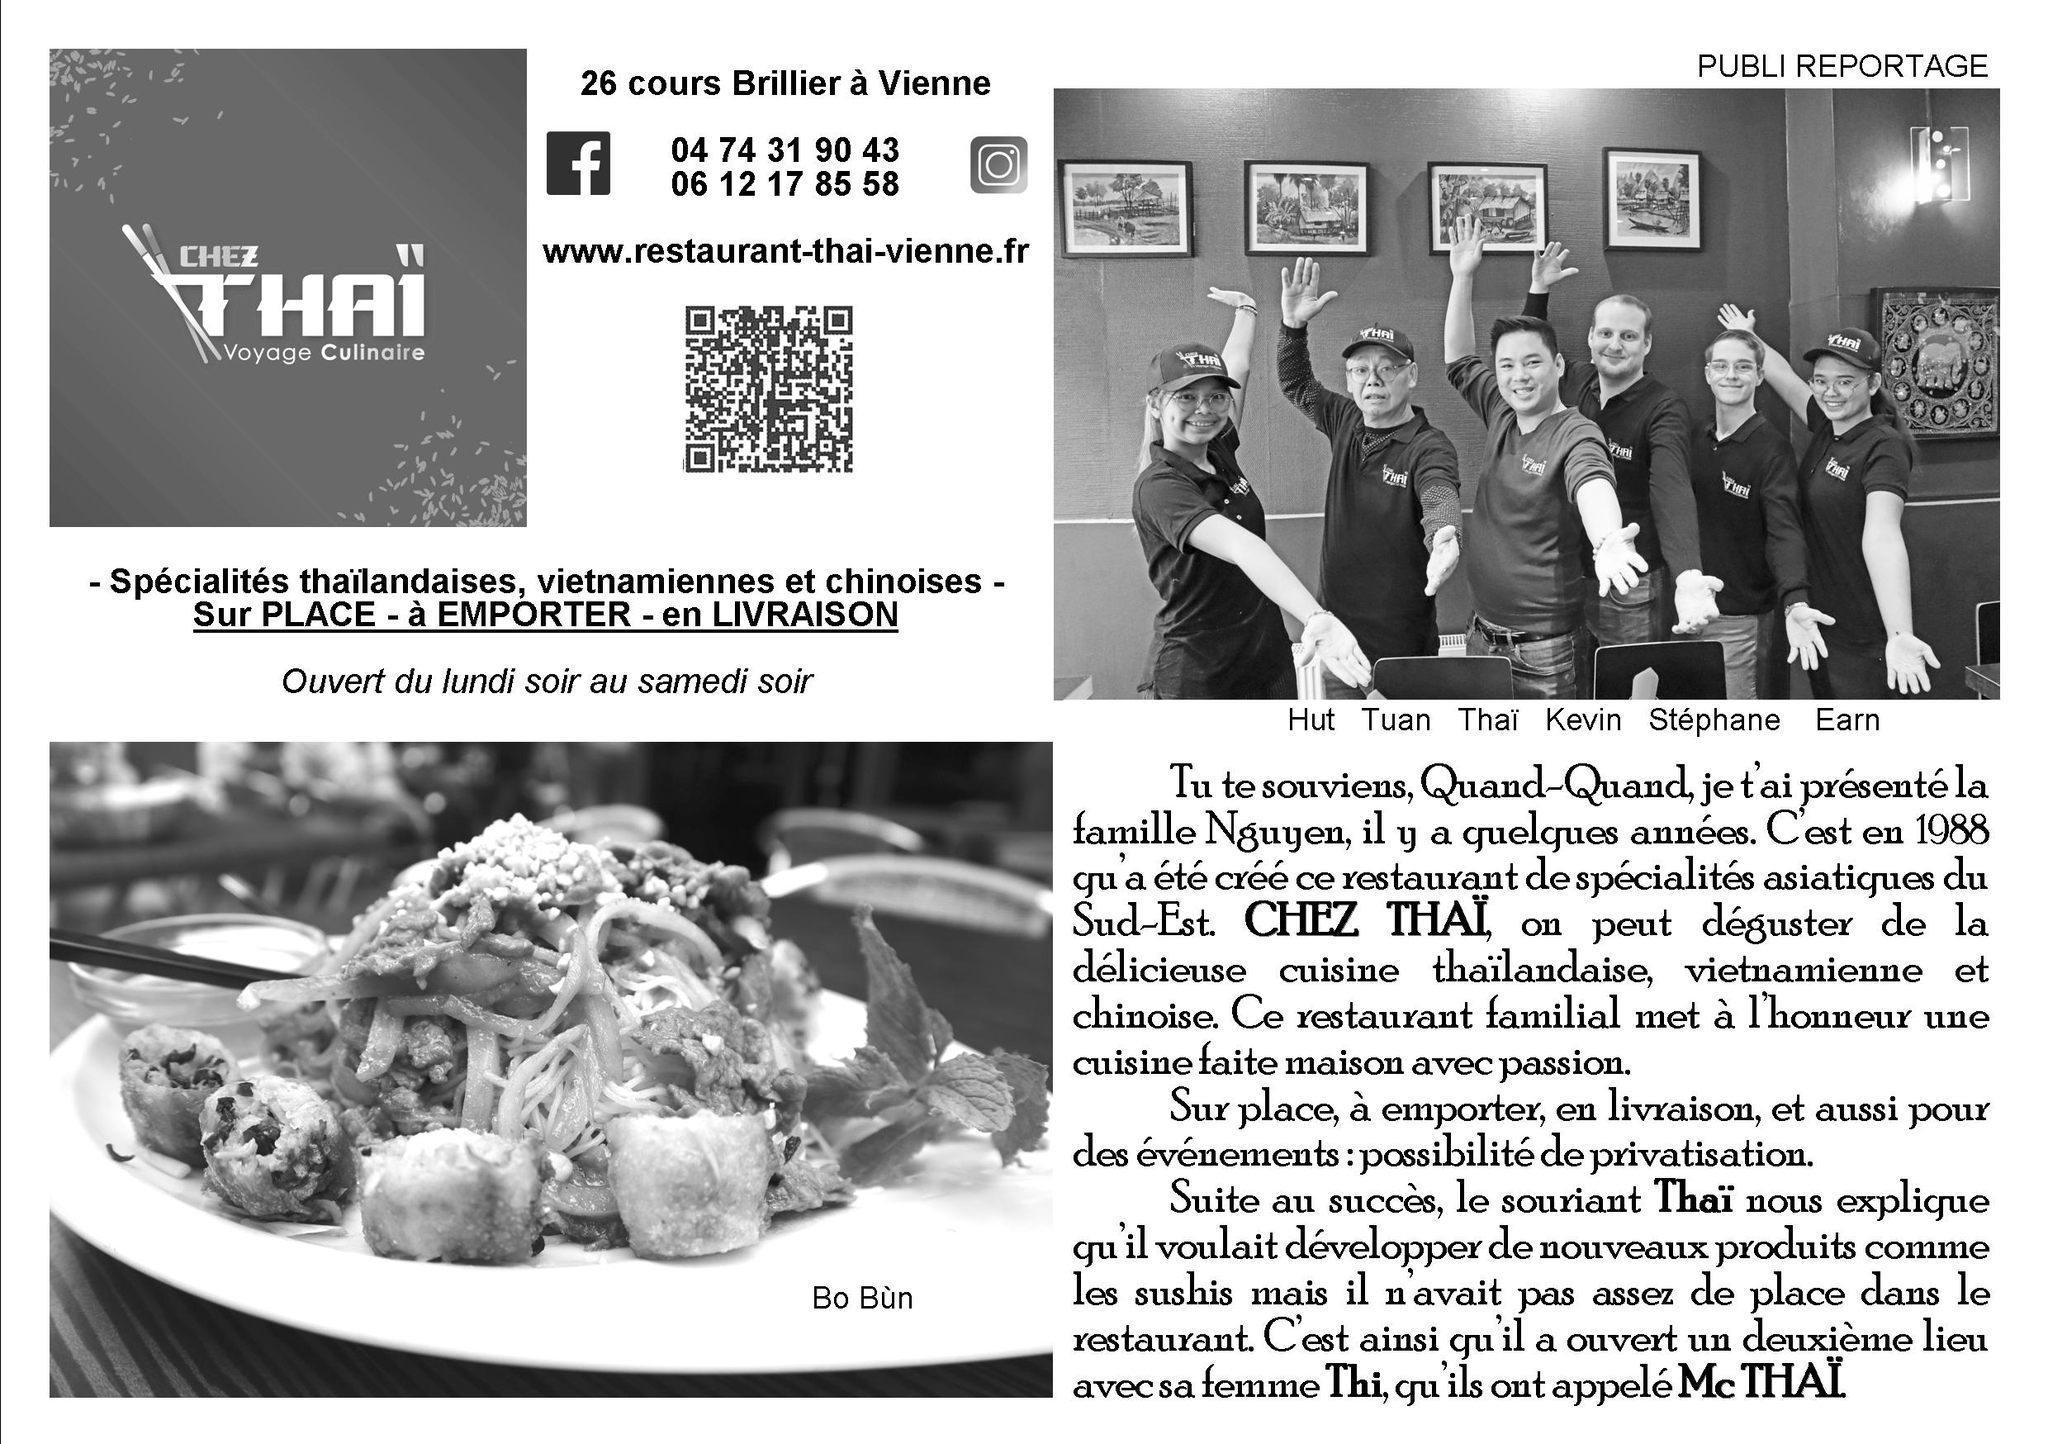 CHEZ
THAÏ
Voyage Culinaire
26 cours Brillier à Vienne
04 74 31 90 43
06 12 17 85 58
www.restaurant-thai-vienne.fr
- Spécialités thaïlandaises, vietnamiennes et chinoises -
Sur PLACE - à EMPORTER - en LIVRAISON
Ouvert du lundi soir au samedi soir
Bo Bùn
PUBLI REPORTAGE
THAÏ
THAÏ
THAÏ
THAÏ
THAÏ
THAÏ
THAÏ
THAÏ
Hut Tuan Thaï Kevin Stéphane Earn
Tu te souviens, Quand-Quand, je t'ai présenté la
famille Nguyen, il y a quelques années. C'est en 1988
qu'a été créé ce restaurant de spécialités asiatiques du
Sud-Est. CHEZ THAÏ, on peut déguster de la
délicieuse cuisine thaïlandaise, vietnamienne et
chinoise. Ce restaurant familial met à l'honneur une
cuisine faite maison avec passion.
Sur place, à emporter, en livraison, et aussi pour
des événements : possibilité de privatisation.
Suite au succès, le souriant Thaï nous explique
qu'il voulait développer de nouveaux produits comme
les sushis mais il n'avait pas assez de place dans le
restaurant. C'est ainsi qu'il a ouvert un deuxième lieu
avec sa femme Thi, qu'ils ont appelé Mc THAÏ.